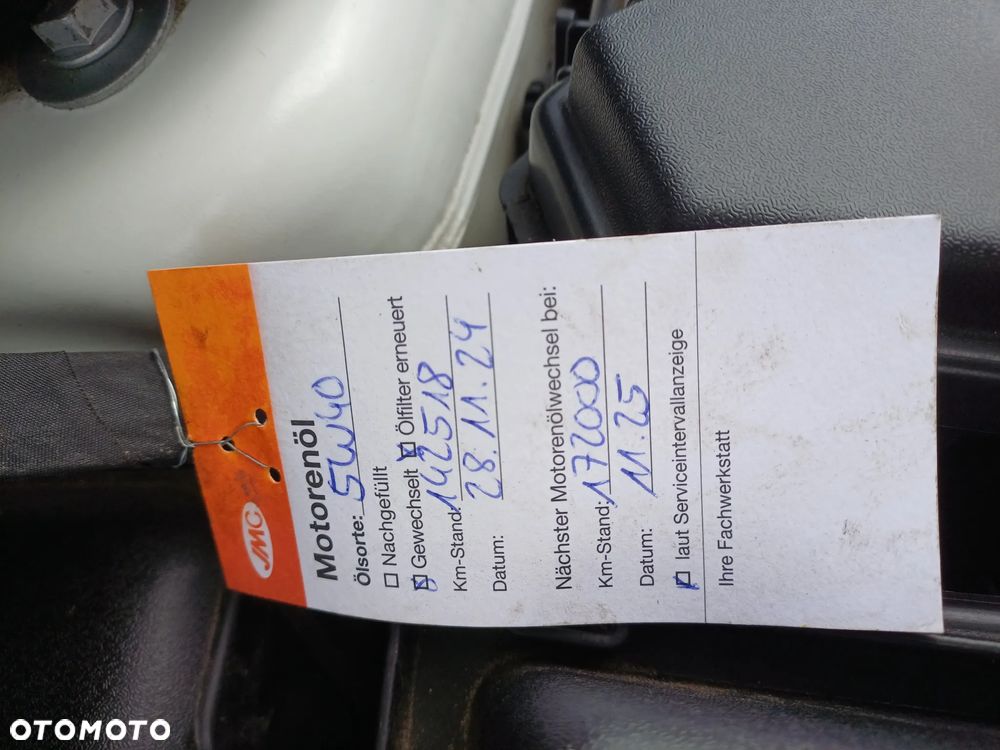 JMC
Motorenöl
Ölsorte: 5W40
Nachgefüllt
Gewechselt Ölfilter erneuert
Km-Stand: 142518
Datum: 28.11.24
Nächster Motorenölwechsel bei:
Km-Stand: 172000
Datum: 11.25
laut Serviceintervallanzeige
Ihre Fachwerkstatt
OTOMOTO